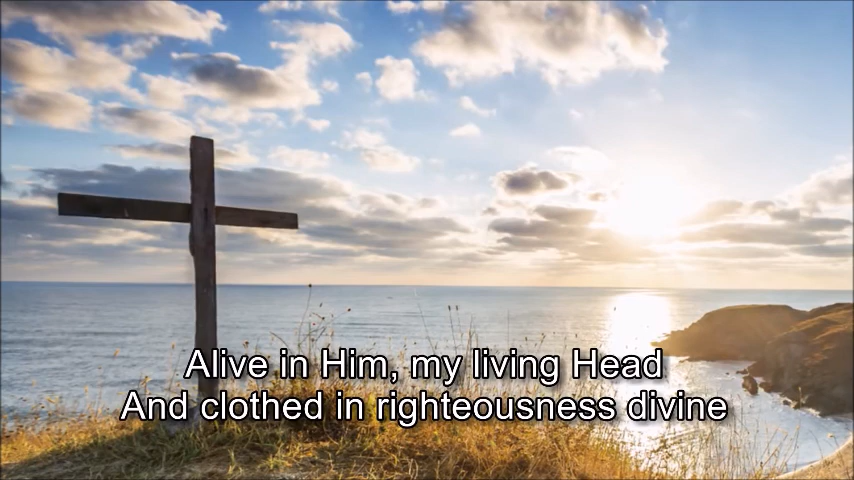 Alive in Him, my living Head
And clothed in righteousness divine